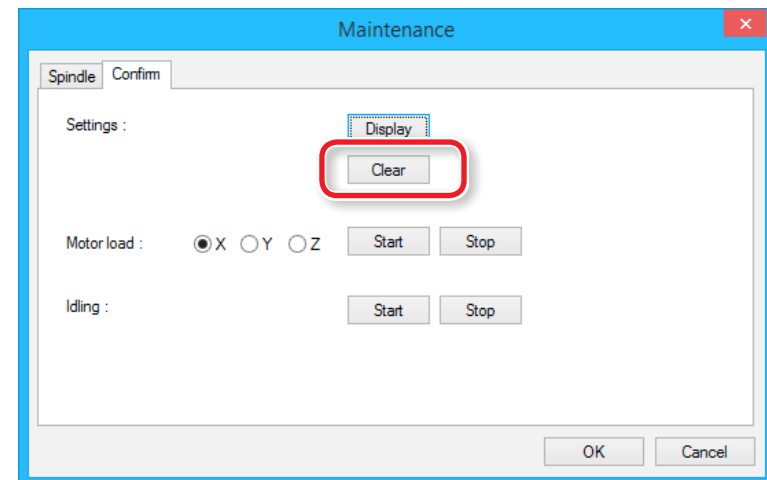 Maintenance
Spindle Confirm
Settings : Display
Clear
Motor load : X Y Z Start Stop
Idling : Start Stop
OK Cancel